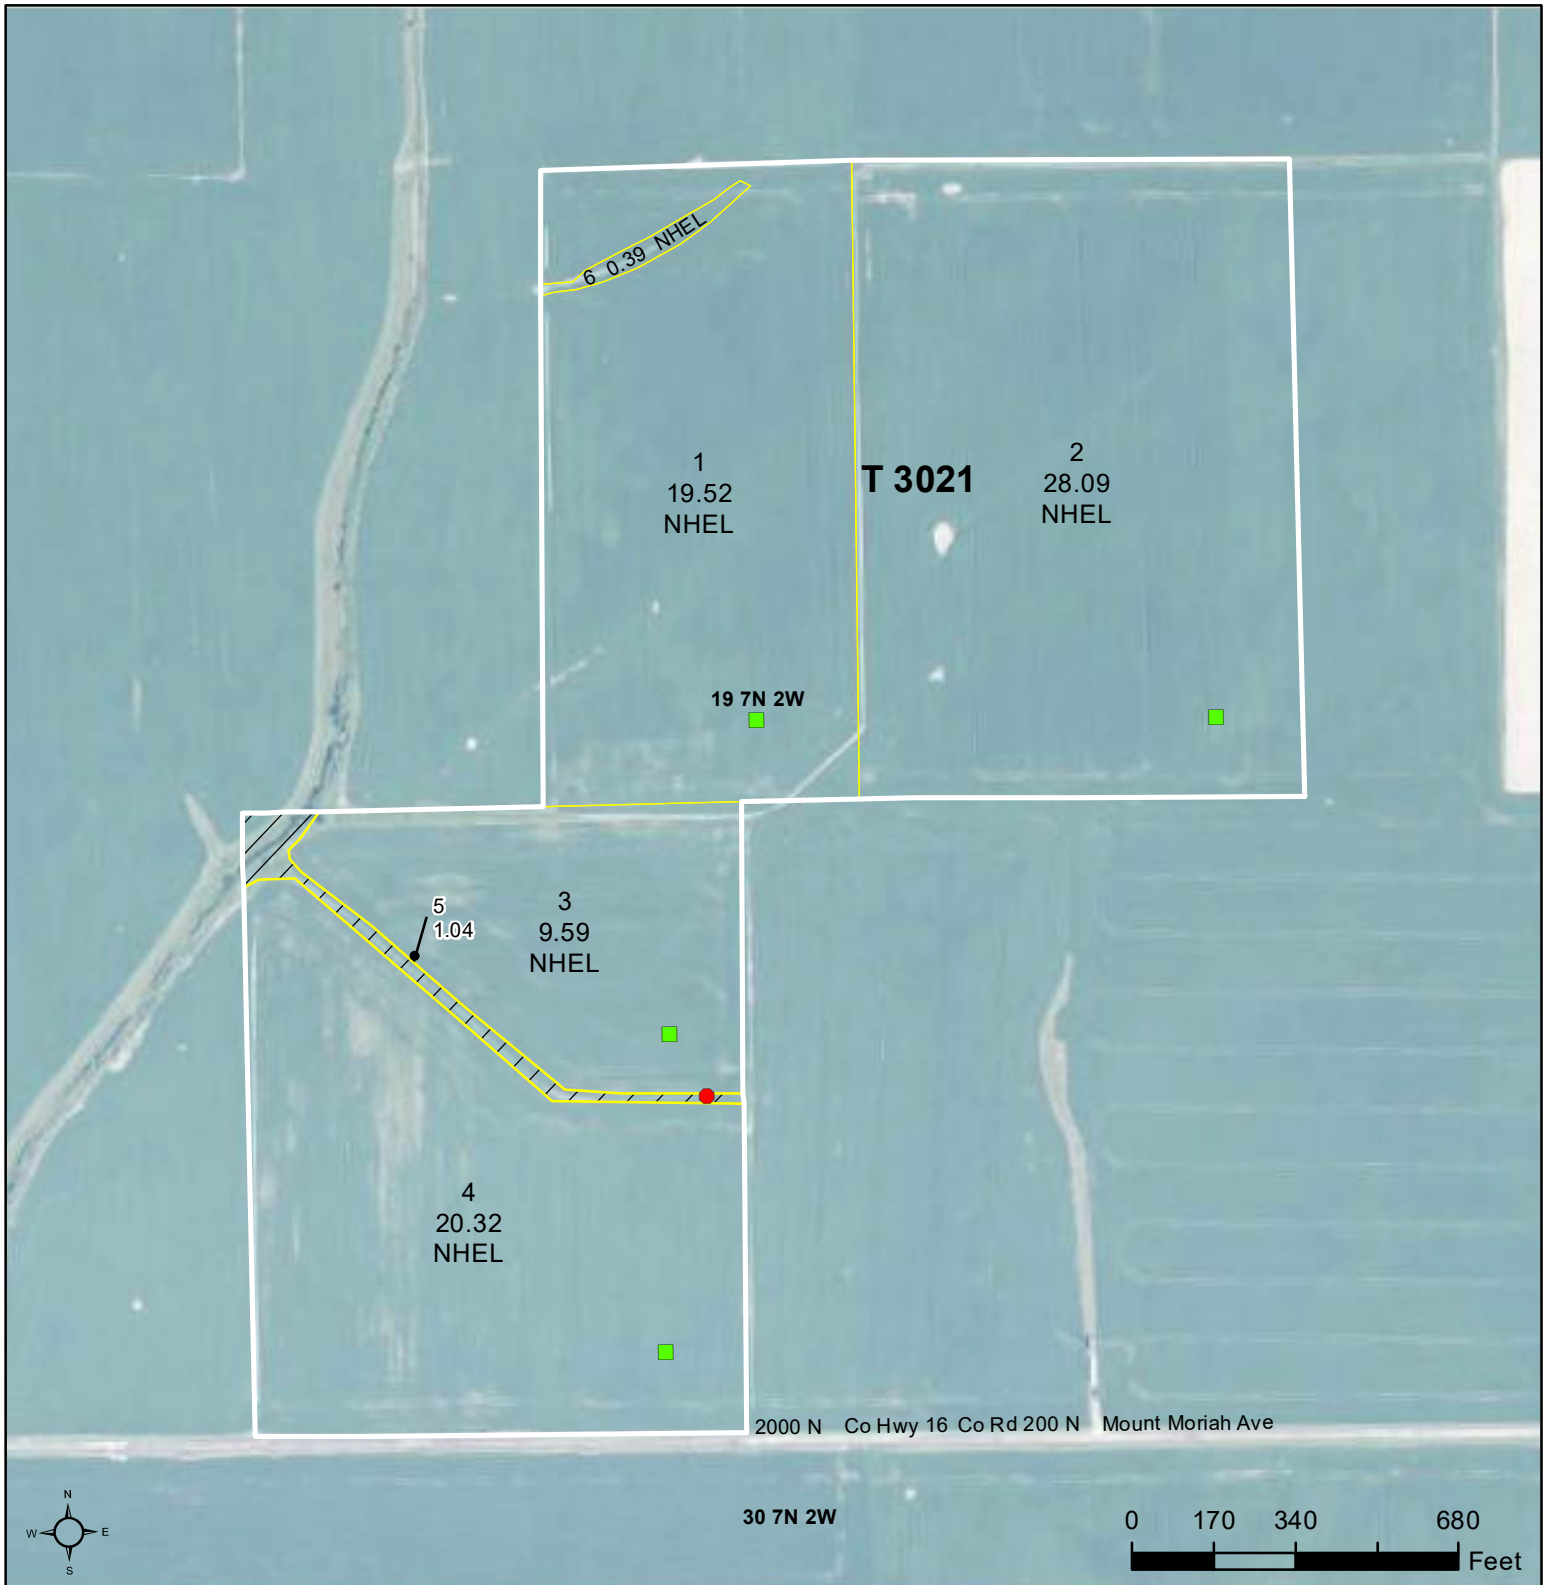 6 0.39 NHEL
1
19.52
NHEL
T 3021
2
28.09
NHEL
19 7N 2W
5
1.04
3
9.59
NHEL
4
20.32
NHEL
2000 N Co Hwy 16 Co Rd 200 N Mount Moriah Ave
30 7N 2W
N
W E
S
0 170 340 680
Feet